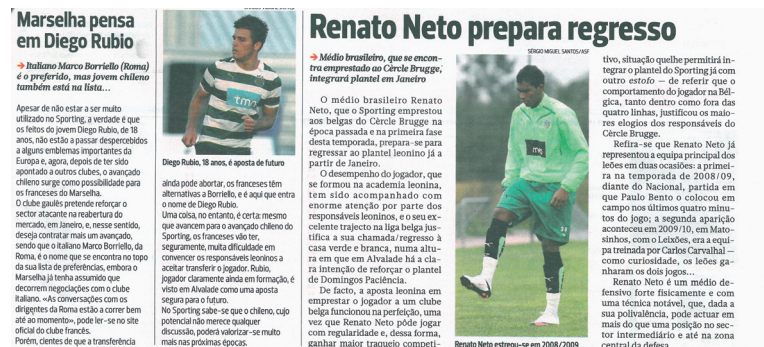 Marselha pensa
em Diego Rubio
→ Italiano Marco Borriello (Roma)
é o preferido, mas jovem chileno
também está na lista...
Apesar de não estar a ser muito
utilizado no Sporting, a verdade é que
os feitos do jovem Diego Rubio, de 18
anos, não estão a passar despercebidos
a alguns emblemas importantes da
Europa e, agora, depois de ter sido
apontado a outros clubes, o avançado
chileno surge como possibilidade para
os franceses do Marselha.
O clube gaulês pretende reforçar o
sector atacante na reabertura do
mercado, em Janeiro, e, nesse sentido,
deseja contratar mais um avançado,
sendo que o italiano Marco Borriello, da
Roma, é o nome que se encontra no topo
da sua lista de preferências, embora o
Marselha já tenha assumido que
decorrem negociações com o clube
italiano. «As conversações com os
dirigentes da Roma estão a correr bem
até ao momento», pode ler-se no site
oficial do clube francês.
Porém, cientes de que a transferência
tmn
Diego Rubio, 18 anos, é aposta de futuro
ainda pode abortar, os franceses têm
alternativas a Borriello, e é aqui que entra
o nome de Diego Rubio.
Uma coisa, no entanto, é certa: mesmo
que avancem para o avançado chileno do
Sporting, os franceses vão ter,
seguramente, muita dificuldade em
convencer os responsáveis leoninos a
aceitar transferir o jogador. Rubio,
jogador claramente ainda em formação, é
visto em Alvalade como uma aposta
segura para o futuro.
No Sporting sabe-se que o chileno, cujo
potencial não merece qualquer
discussão, poderá valorizar-se muito
mais nas próximas épocas.
Renato Neto prepara regresso
→ Médio brasileiro, que se encon-
tra emprestado ao Cèrcle Brugge,
integrará plantel em Janeiro
O médio brasileiro Renato
Neto, que o Sporting emprestou
aos belgas do Cèrcle Brugge na
época passada e na primeira fase
desta temporada, prepara-se para
regressar ao plantel leonino já a
partir de Janeiro.
O desempenho do jogador, que
se formou na academia leonina,
tem sido acompanhado com
enorme atenção por parte dos
responsáveis leoninos, e o seu exce-
lente trajecto na liga belga jus-
tifica a sua chamada/regresso à
casa verde e branca, numa altu-
ra em que em Alvalade há a cla-
ra intenção de reforçar o plantel
de Domingos Paciência.
De facto, a aposta leonina em
emprestar o jogador a um clube
belga funcionou na perfeição, uma
vez que Renato Neto pôde jogar
com regularidade e, dessa forma,
ganhar maior traquejo competi-
SÉRGIO MIGUEL SANTOS/ASF
Renato Neto estreou-se em 2008/2009
tivo, situação quelhe permitirá in-
tegrar o plantel do Sporting já com
outro estofo — de referir que o
comportamento do jogador na Bél-
gica, tanto dentro como fora das
quatro linhas, justificou os maio-
res elogios dos responsáveis do
Cèrcle Brugge.
Refira-se que Renato Neto já
representou a equipa principal dos
leões em duas ocasiões: a primei-
ra na temporada de 2008/09,
diante do Nacional, partida em
que Paulo Bento o colocou em
campo nos últimos quatro minu-
tos do jogo; a segunda aparição
aconteceu em 2009/10, em Mato-
sinhos, com o Leixões, era a equi-
pa treinada por Carlos Carvalhal —
como curiosidade, os leões ga-
nharam os dois jogos...
Renato Neto é um médio de-
fensivo forte fisicamente e com
uma técnica notável, que, dada a
sua polivalência, pode actuar em
mais do que uma posição no sec-
tor intermediário e até na zona
central da defesa.